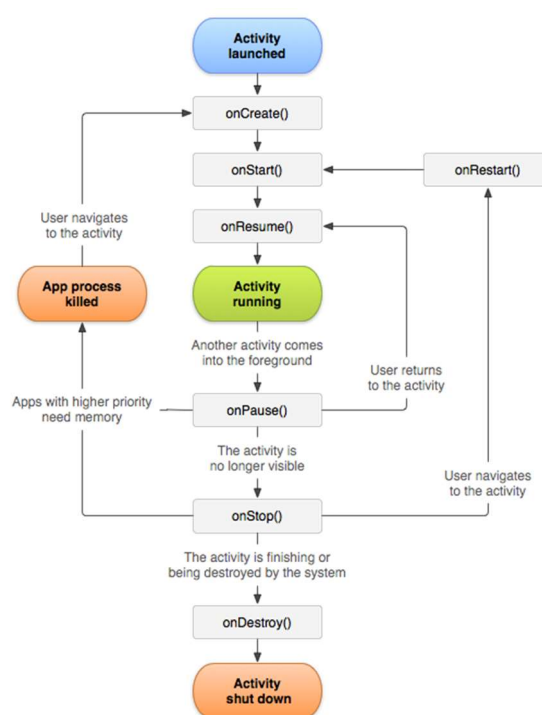 Activity
launched
onCreate()
onStart()
onRestart()
User navigates
to the activity
onResume()
App process
killed
Activity
running
Another activity comes
into the foreground
User returns
to the activity
Apps with higher priority
need memory
onPause()
The activity is
no longer visible
User navigates
to the activity
onStop()
The activity is finishing or
being destroyed by the system
onDestroy()
Activity
shut down